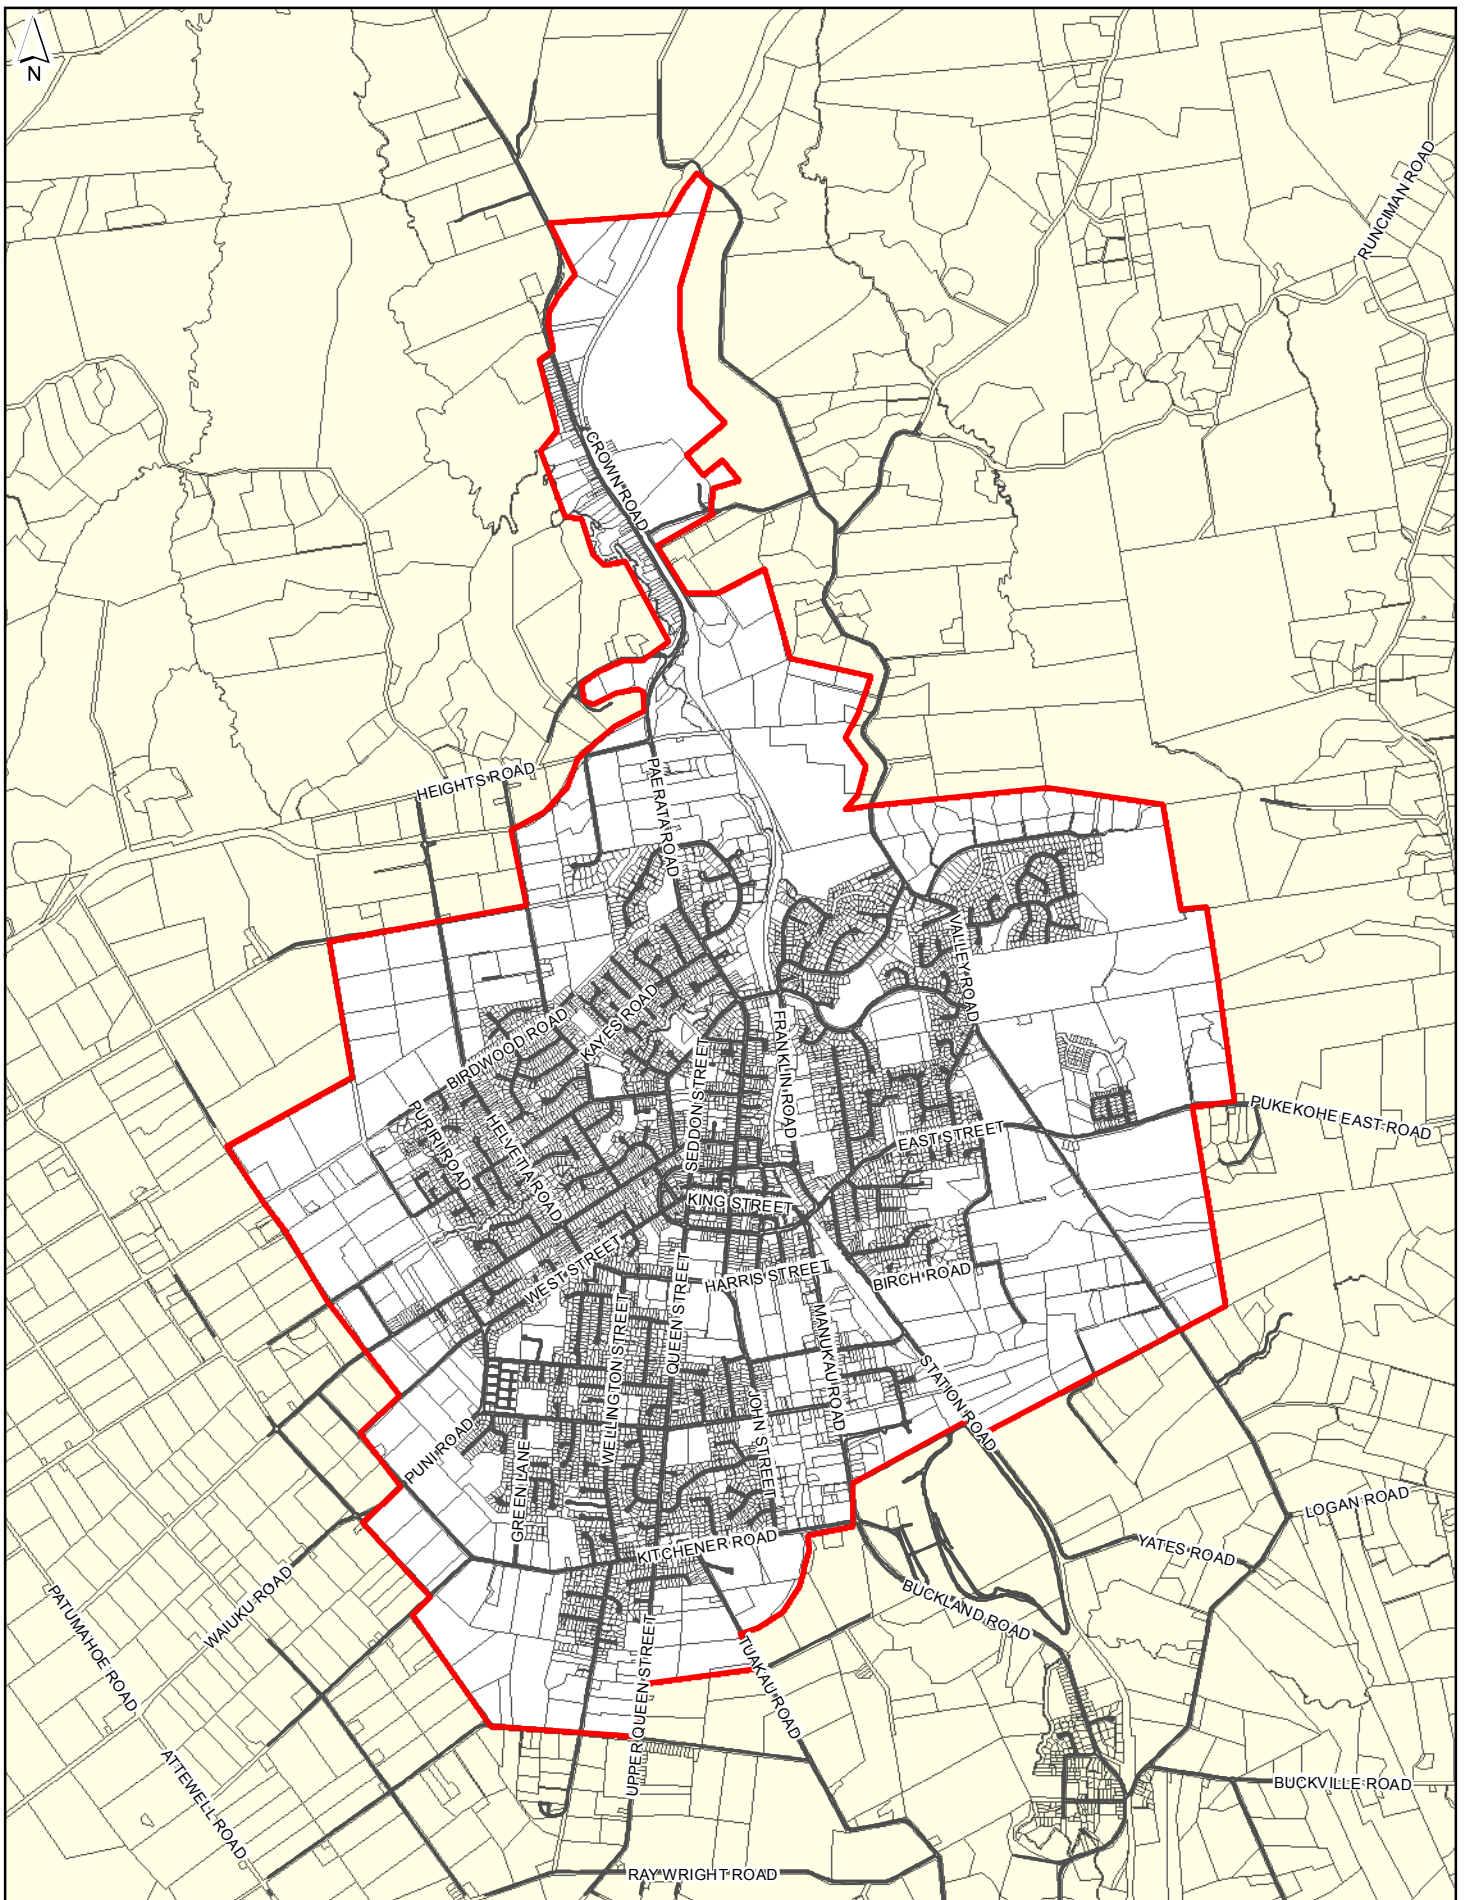 N
RUNCIMAN ROAD
CROWN ROAD
HEIGHTS ROAD
PAERATA ROAD
VALLEY ROAD
KAYES ROAD
BIRDWOOD ROAD
FRANKLIN ROAD
SEDDON STREET
PUKEKOHE EAST ROAD
PURIRI ROAD
HELVETIA ROAD
EAST STREET
KING STREET
WEST STREET
HARRIS STREET
BIRCH ROAD
QUEEN STREET
WELLINGTON STREET
MANUKAU ROAD
STATION ROAD
JOHN STREET
PUNI ROAD
GREEN LANE
LOGAN ROAD
KITCHENER ROAD
YATES ROAD
WAIUKU ROAD
BUCKLAND ROAD
PATUMAHOE ROAD
TUAKAU ROAD
UPPER QUEEN STREET
ATTEWELL ROAD
BUCKVILLE ROAD
RAY WRIGHT ROAD